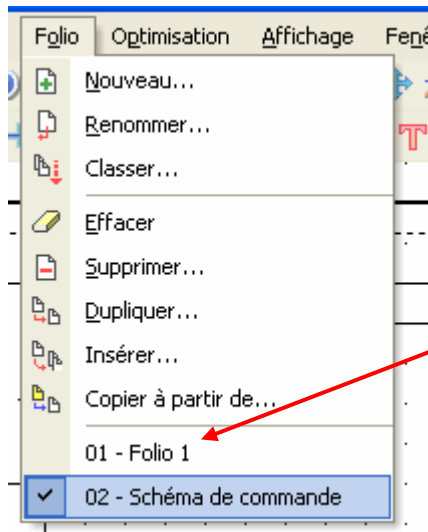 Folio Optimisation Affichage
Nouveau...
Renommer...
Classer...
Effacer
Supprimer...
Dupliquer...
Insérer...
Copier à partir de...
01 - Folio 1
02 - Schéma de commande